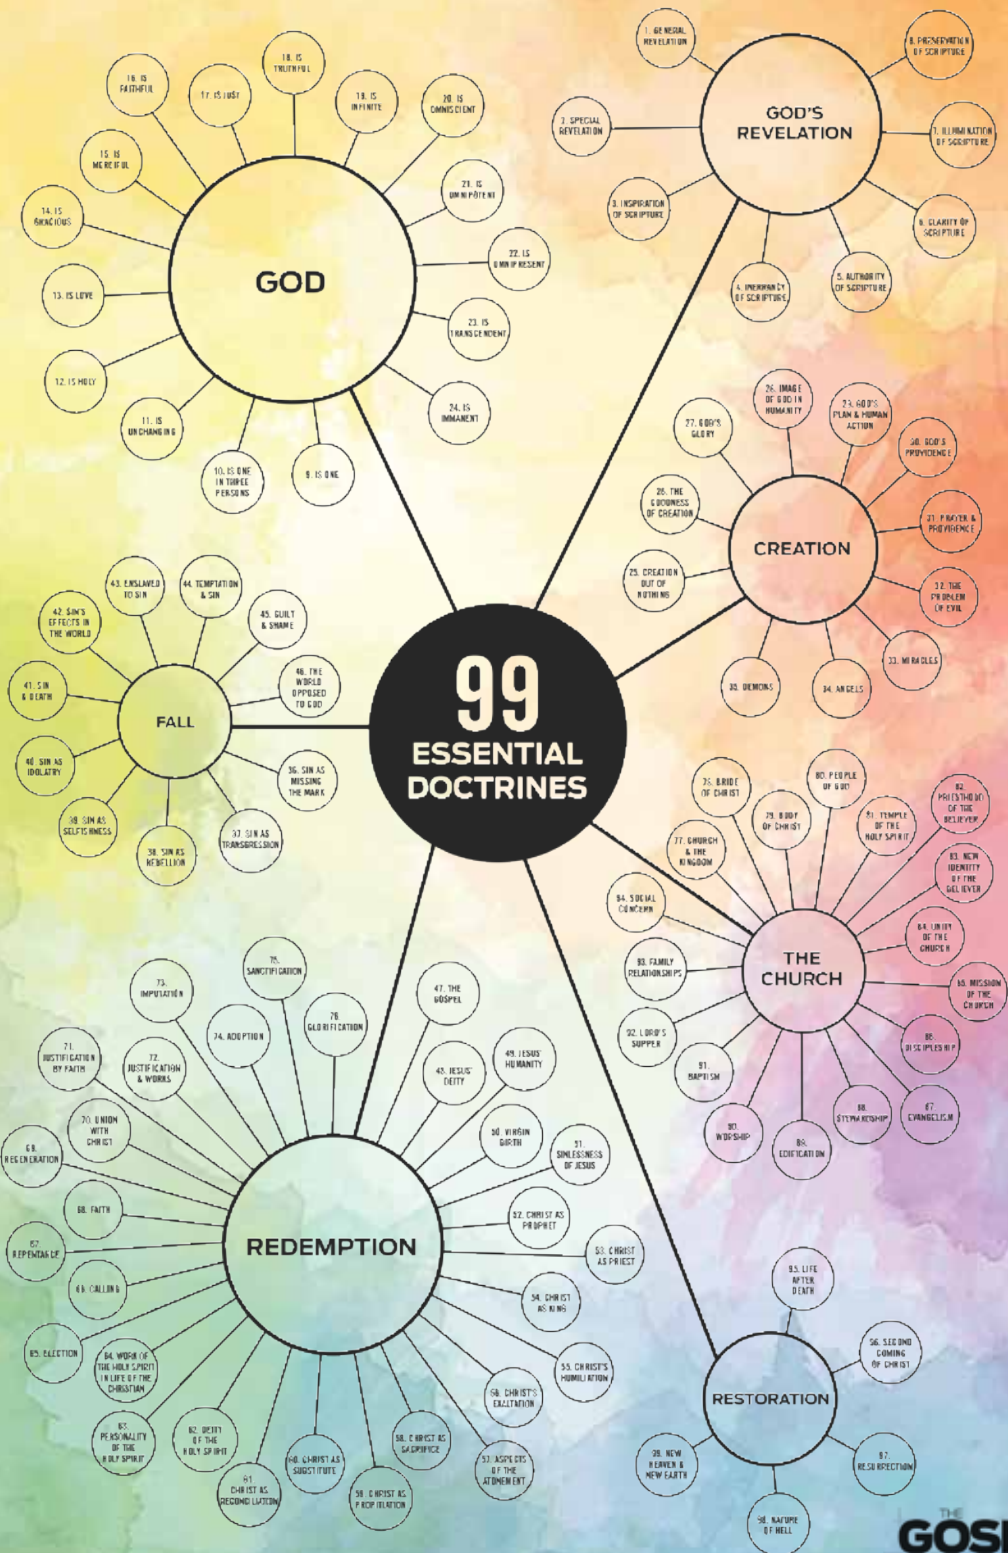 99
ESSENTIAL
DOCTRINES
GOD'S
REVELATION
1. GENERAL
REVELATION
2. SPECIAL
REVELATION
3. INSPIRATION
OF SCRIPTURE
4. INERRANCY
OF SCRIPTURE
5. AUTHORITY
OF SCRIPTURE
6. CLARITY OF
SCRIPTURE
7. ILLUMINATION
OF SCRIPTURE
8. PRESERVATION
OF SCRIPTURE
GOD
9. IS ONE
10. IS ONE
IN THREE
PERSONS
11. IS
UNCHANGING
12. IS HOLY
13. IS LOVE
14. IS
GRACIOUS
15. IS
MERCIFUL
16. IS
FAITHFUL
17. IS JUST
18. IS
TRUTHFUL
19. IS
INFINITE
20. IS
OMNISCIENT
21. IS
OMNIPOTENT
22. IS
OMNIPRESENT
23. IS
TRANSCENDENT
24. IS
IMMANENT
CREATION
25. CREATION
OUT OF
NOTHING
26. THE
GOODNESS
OF CREATION
27. GOD'S
GLORY
IMAGE
OF GOD IN
HUMANITY
GOD'S
PLAN & HUMAN
ACTION
30. GOD'S
PROVIDENCE
31. PRAYER &
PROVIDENCE
32. THE
PROBLEM
OF EVIL
33. MIRACLES
34. ANGELS
35. DEMONS
FALL
36. SIN AS
MISSING
THE MARK
37. SIN AS
TRANSGRESSION
38. SIN AS
REBELLION
39. SIN AS
SELFISHNESS
40. SIN AS
IDOLATRY
41. SIN
& DEATH
42. SIN'S
EFFECTS IN
THE WORLD
43. ENSLAVED
TO SIN
44. TEMPTATION
& SIN
45. GUILT
& SHAME
46. THE
WORLD
OPPOSED
TO GOD
REDEMPTION
47. THE
GOSPEL
48. JESUS'
DEITY
49. JESUS'
HUMANITY
50. VIRGIN
BIRTH
51.
SINLESSNESS
OF JESUS
52. CHRIST AS
PROPHET
53. CHRIST
AS PRIEST
54. CHRIST
AS KING
55. CHRIST'S
HUMILIATION
56. CHRIST'S
EXALTATION
57. ASPECTS
OF THE
ATONEMENT
58. CHRIST AS
SACRIFICE
59. CHRIST AS
PROPITIATION
60. CHRIST AS
SUBSTITUTE
61.
CHRIST AS
RECONCILIATION
62. DEITY
OF THE
HOLY SPIRIT
63.
PERSONALITY
OF THE
HOLY SPIRIT
64. WORK OF
THE HOLY SPIRIT
IN LIFE OF THE
CHRISTIAN
65. ELECTION
66. CALLING
67.
REPENTANCE
68. FAITH
69.
REGENERATION
70. UNION
WITH
CHRIST
71.
JUSTIFICATION
BY FAITH
72.
JUSTIFICATION
& WORKS
73.
IMPUTATION
74. ADOPTION
75.
SANCTIFICATION
76
GLORIFICATION
THE
CHURCH
77. CHURCH
& THE
KINGDOM
BRIDE
OF CHRIST
79. BODY
OF CHRIST
80. PEOPLE
OF GOD
81. TEMPLE
OF THE
HOLY SPIRIT
82.
PRIESTHOOD
OF THE
BELIEVER
83. NEW
IDENTITY
OF THE
BELIEVER
84. UNITY
OF THE
CHURCH
85. MISSION
OF THE
CHURCH
86.
DISCIPLESHIP
87.
EVANGELISM
88.
STEWARDSHIP
89.
EDIFICATION
90.
WORSHIP
91.
BAPTISM
92. LORD'S
SUPPER
93. FAMILY
RELATIONSHIPS
94. SOCIAL
CONCERN
RESTORATION
95. LIFE
AFTER
DEATH
96. SECOND
COMING
OF CHRIST
97.
RESURRECTION
98. NATURE
OF HELL
99. NEW
HEAVEN &
NEW EARTH
THE